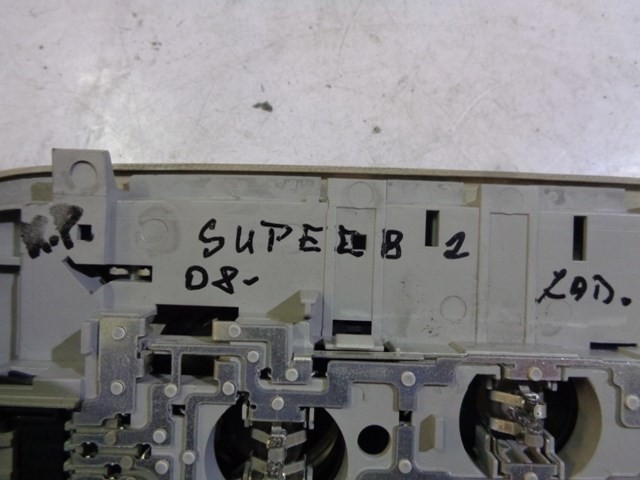 K.P.
SUPERB 2
08-
ZAD.